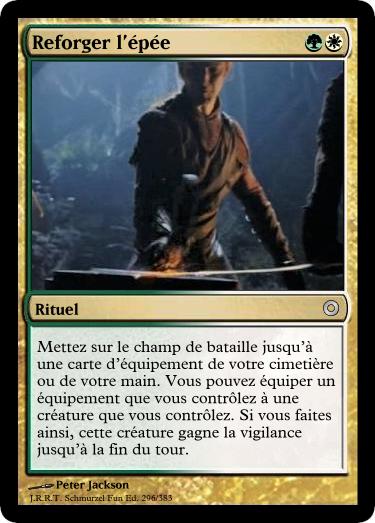 Reforger l'épée
Rituel
Mettez sur le champ de bataille jusqu'à
une carte d'équipement de votre cimetière
ou de votre main. Vous pouvez équiper un
équipement que vous contrôlez à une
créature que vous contrôlez. Si vous faites
ainsi, cette créature gagne la vigilance
jusqu'à la fin du tour.
Peter Jackson
J.R.R.T. Schmurzel Fun Ed. 296/383